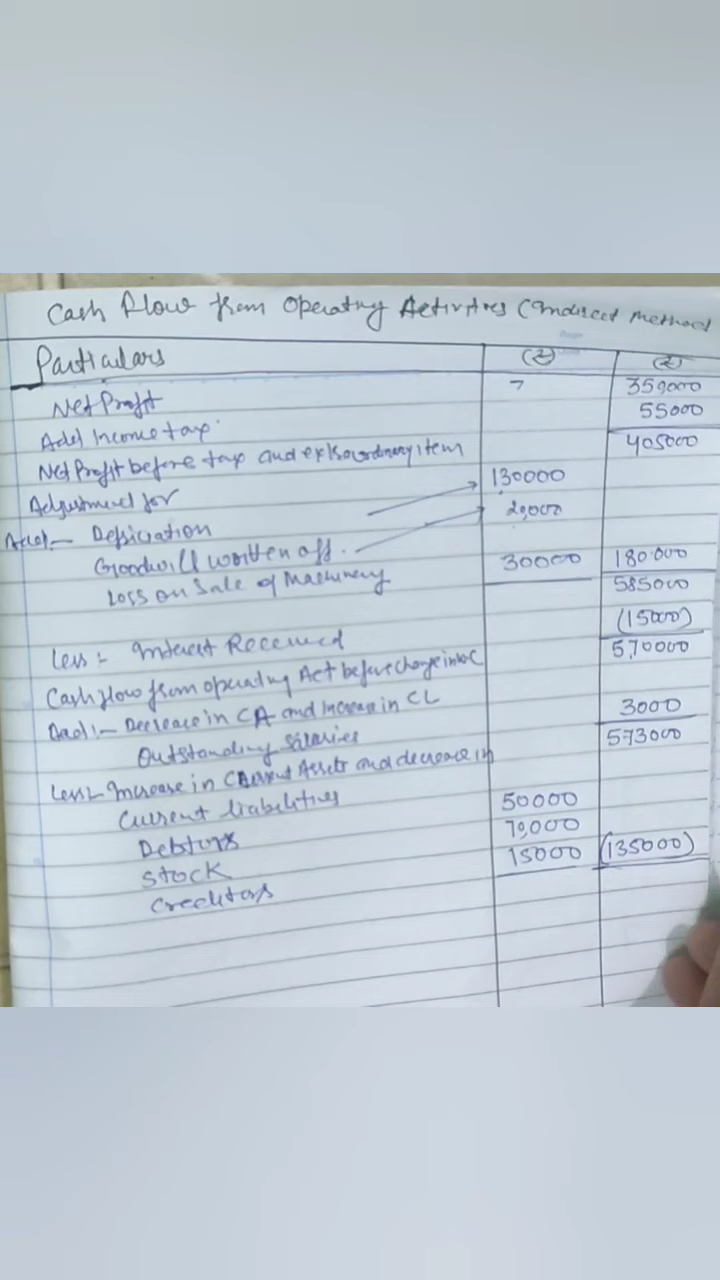 Cash Flow from Operating Activities (Indirect Method
Particulars (₹) (₹)
Net Profit 350000
Add Income tax 55000
Net Profit before tax and extraordinary item 405000
Adjustment for
Add:- Depriciation 130000
Goodwill written off. 20,000
Loss on Sale of Machinery 30000 180000
585000
Less:- Interest Received (15000)
Cash flow from operating Act before change in WC 570000
Add:- Decrease in CA and Increase in CL
Outstanding Salaries 3000
573000
Less:- Increase in Current Assets and decrease in
Current liabilities
Debtors 50000
Stock 70000
Creditors 15000 (135000)